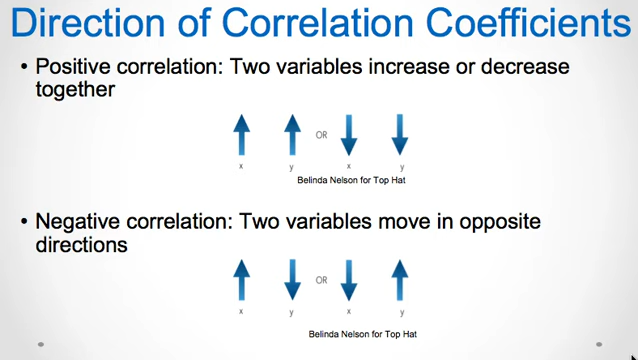 Direction of Correlation Coefficients
• Positive correlation: Two variables increase or decrease
together
OR
x y x y
Belinda Nelson for Top Hat
• Negative correlation: Two variables move in opposite
directions
OR
x y x y
Belinda Nelson for Top Hat